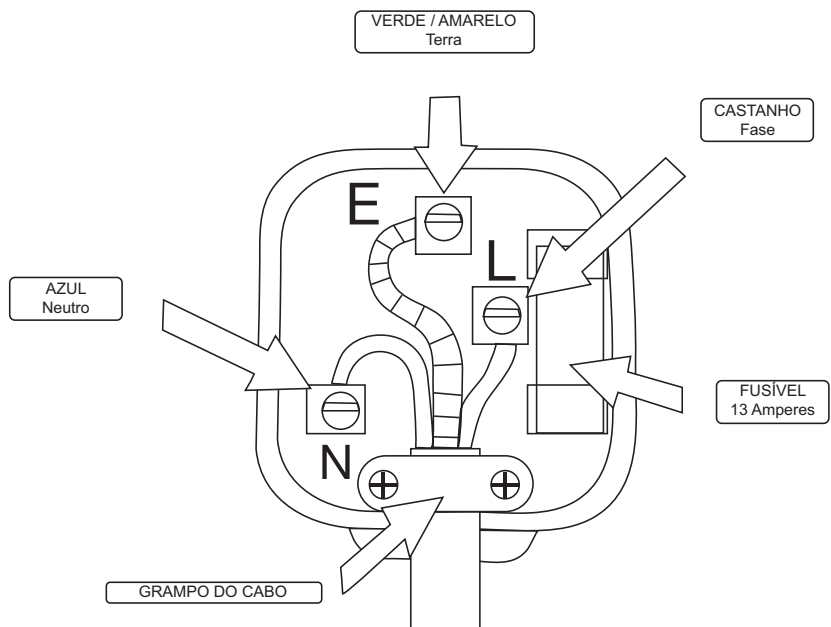 VERDE / AMARELO
Terra
CASTANHO
Fase
E
L
AZUL
Neutro
FUSÍVEL
13 Amperes
N
GRAMPO DO CABO